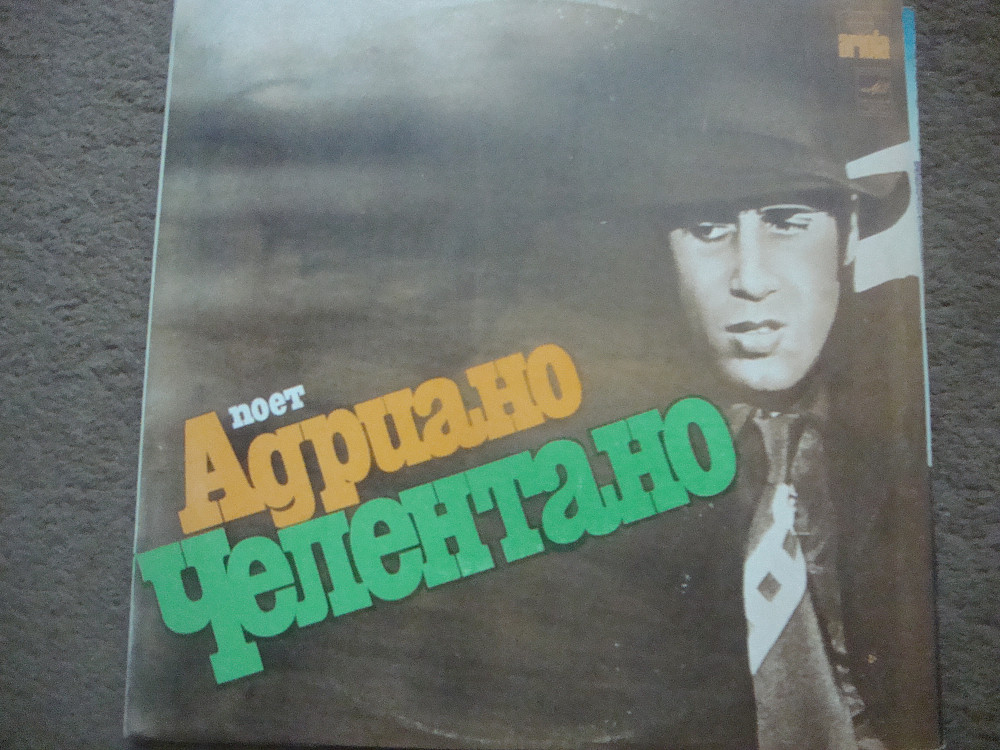 поет
Адриано
Челентано